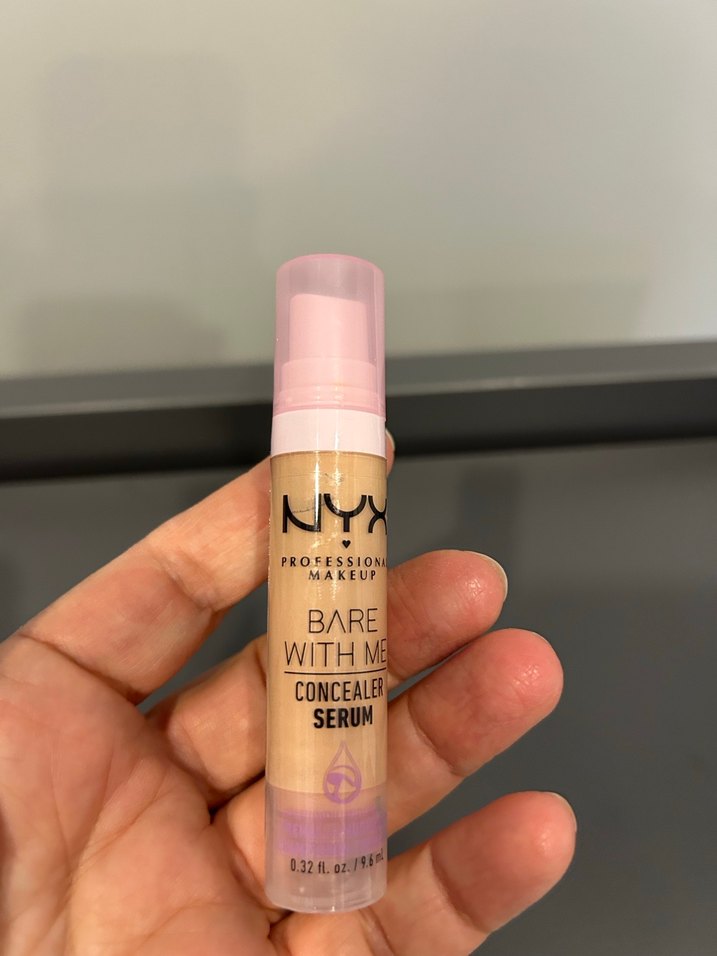 NYX
PROFESSIONAL
MAKEUP
BARE
WITH ME
CONCEALER
SERUM
0.32 fl. oz. / 9.6 mL